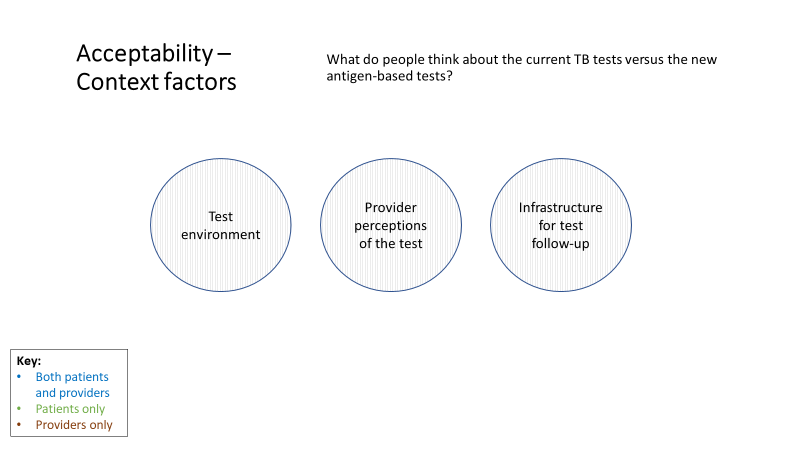 Acceptability –
Context factors
What do people think about the current TB tests versus the new
antigen-based tests?
Test
environment
Provider
perceptions
of the test
Infrastructure
for test
follow-up
Key:
• Both patients
and providers
• Patients only
• Providers only